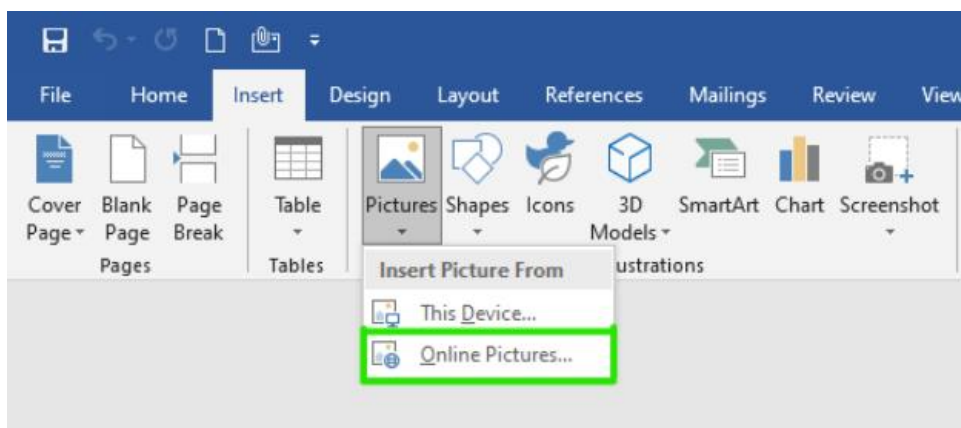 File Home Insert Design Layout References Mailings Review View
Cover Blank Page Table Pictures Shapes Icons 3D SmartArt Chart Screenshot
Page Page Break Models
Pages Tables ustrations
Insert Picture From
This Device...
Online Pictures...